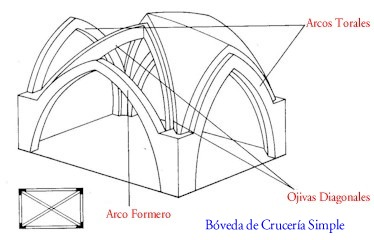 Arcos Torales
Ojivas Diagonales
Arco Formero
Bóveda de Crucería Simple